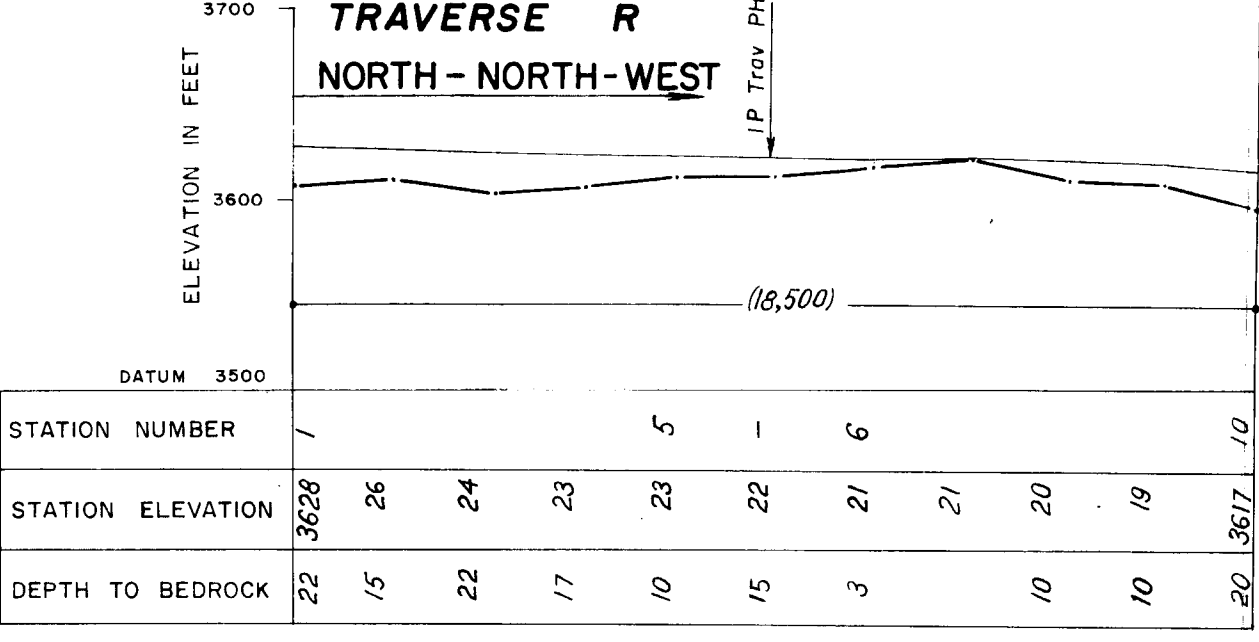 3700
TRAVERSE R
NORTH - NORTH - WEST
IP Trav PH
ELEVATION IN FEET
3600
(18,500)
DATUM 3500
STATION NUMBER 1 5 - 6 10
STATION ELEVATION 3628 26 24 23 23 22 21 21 20 19 3617
DEPTH TO BEDROCK 22 15 22 17 10 15 3 10 10 20